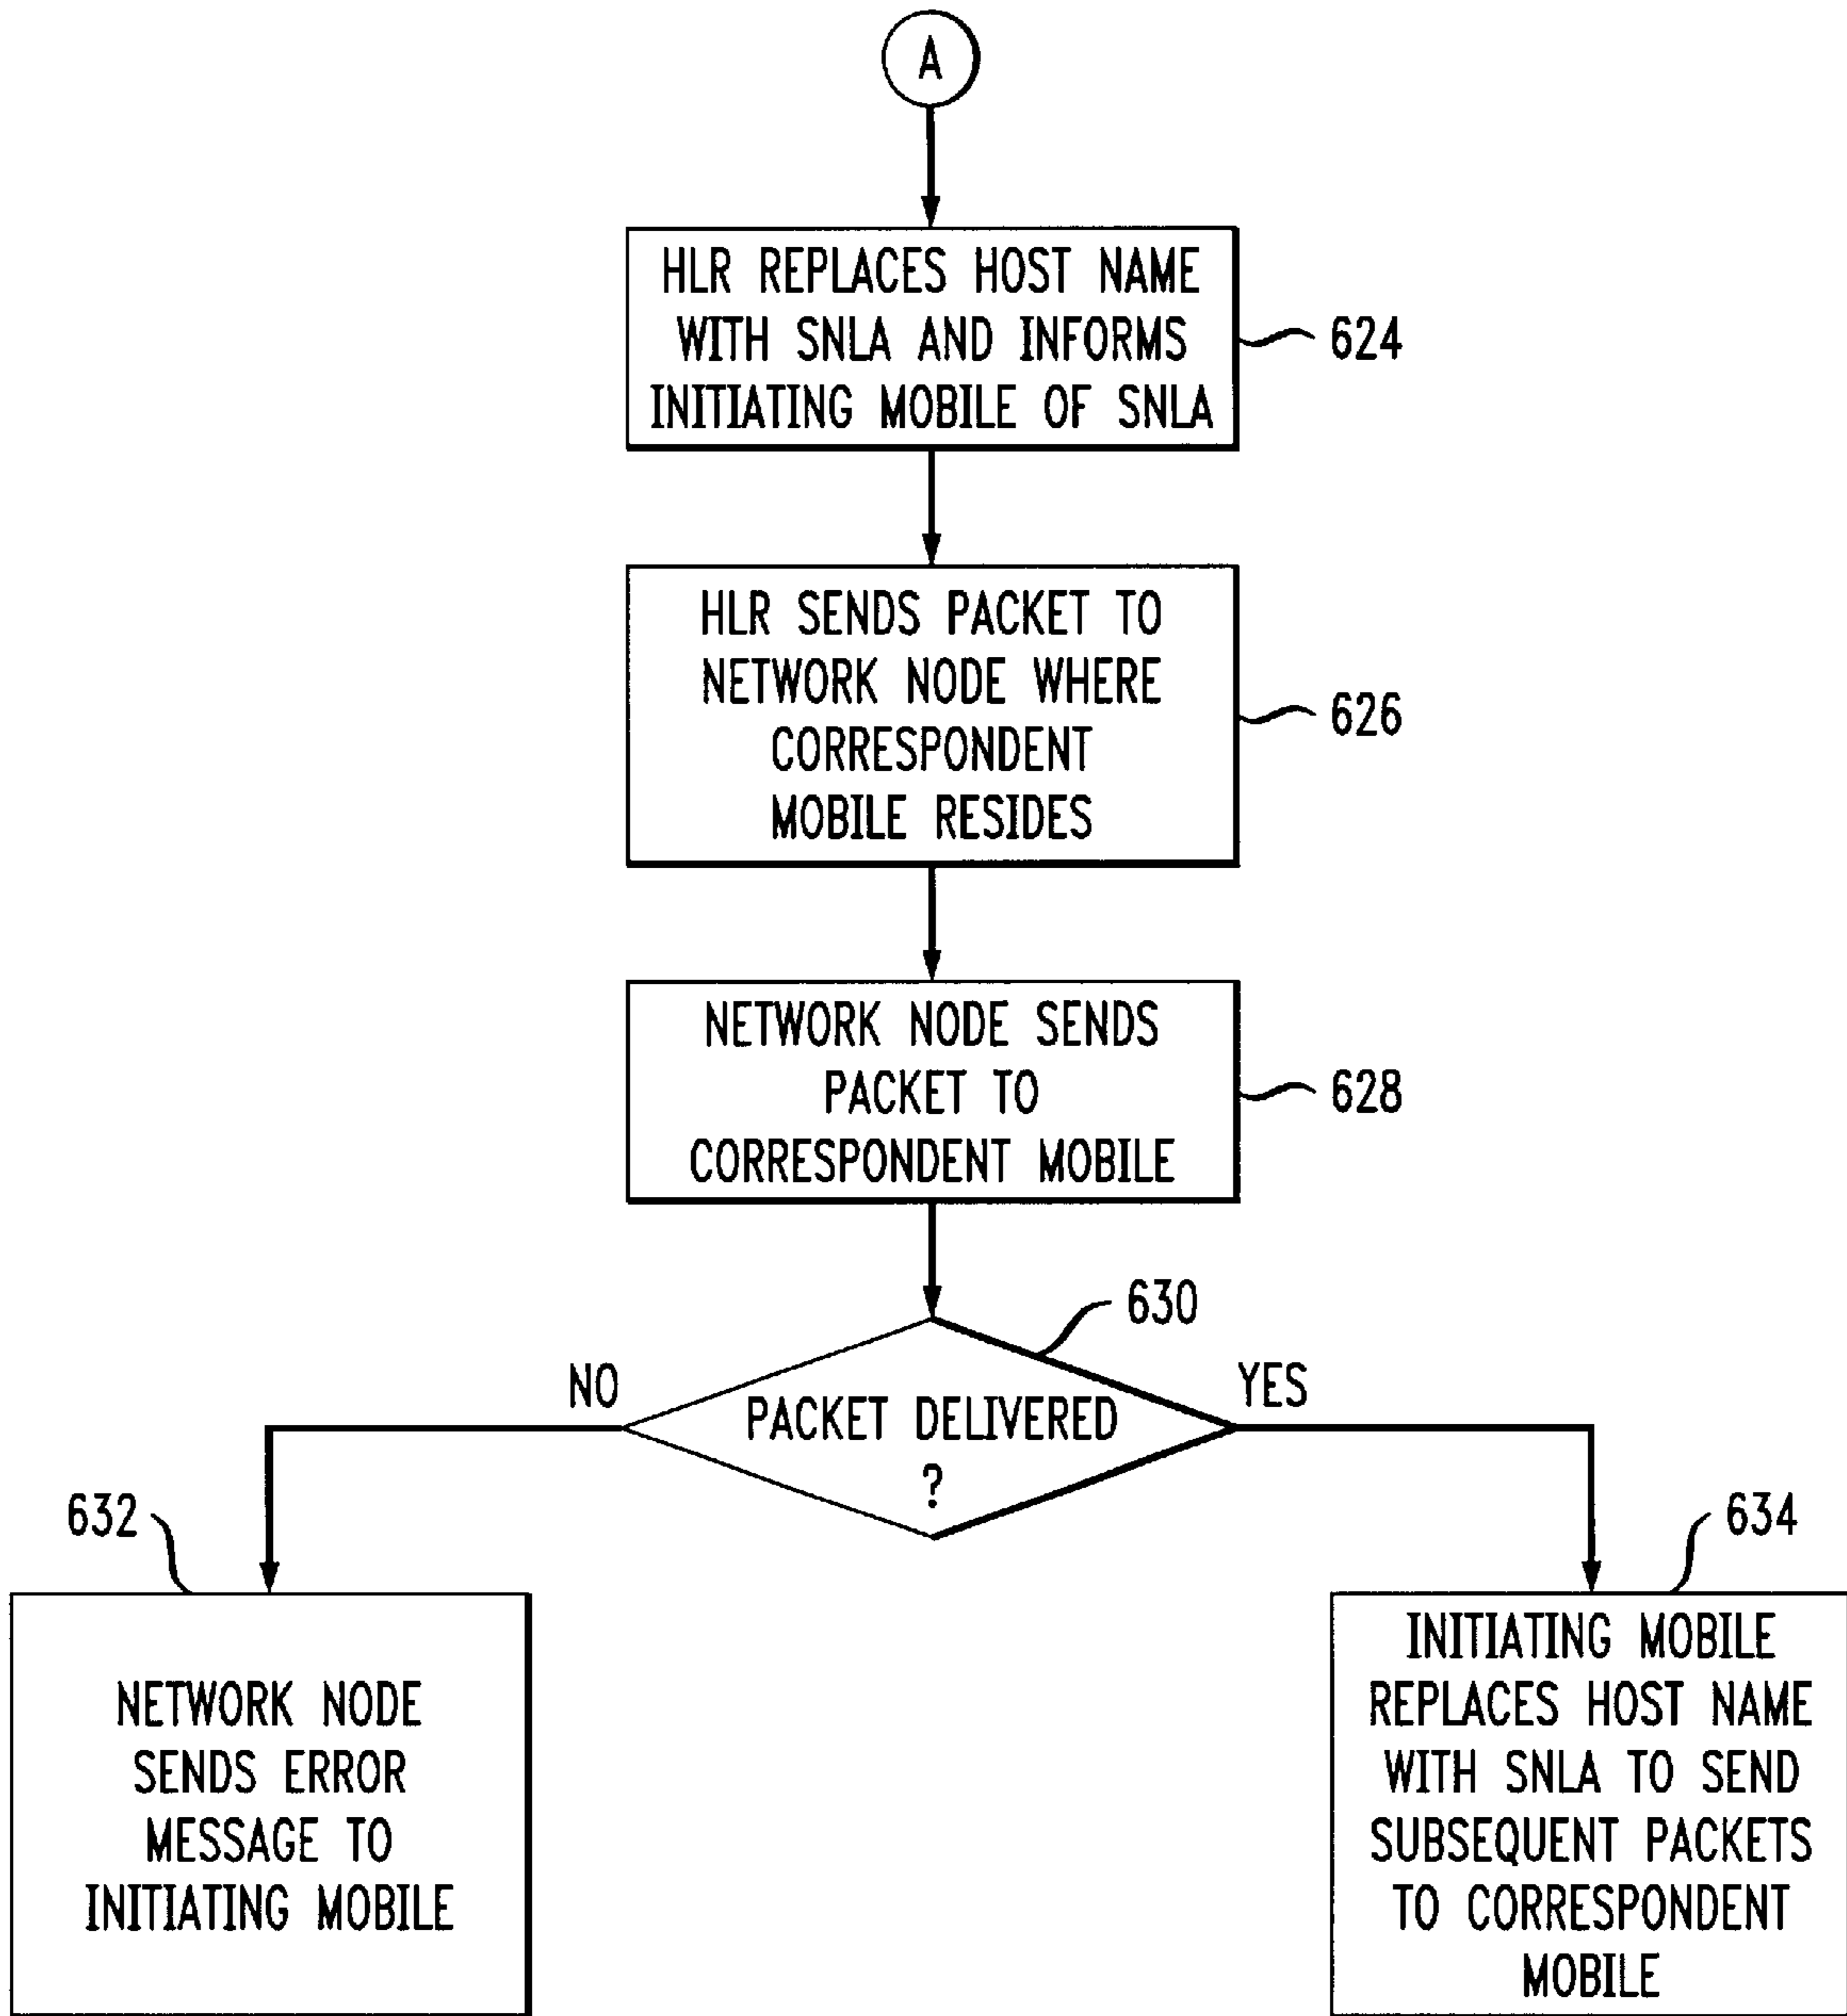 A
HLR REPLACES HOST NAME
WITH SNLA AND INFORMS
INITIATING MOBILE OF SNLA
624
HLR SENDS PACKET TO
NETWORK NODE WHERE
CORRESPONDENT
MOBILE RESIDES
626
NETWORK NODE SENDS
PACKET TO
CORRESPONDENT MOBILE
628
630
NO
YES
PACKET DELIVERED
?
632
NETWORK NODE
SENDS ERROR
MESSAGE TO
INITIATING MOBILE
634
INITIATING MOBILE
REPLACES HOST NAME
WITH SNLA TO SEND
SUBSEQUENT PACKETS
TO CORRESPONDENT
MOBILE